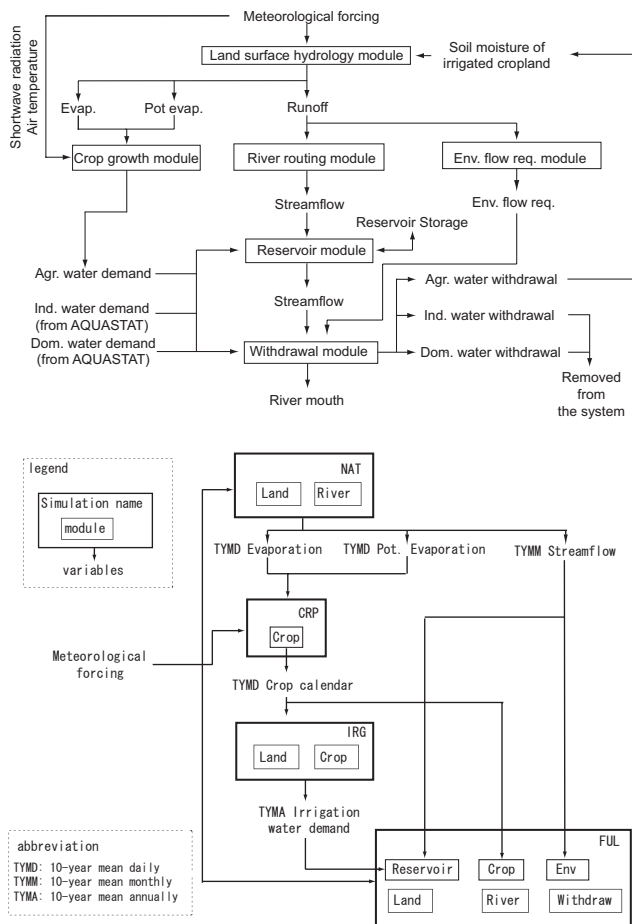 Meteorological forcing
Land surface hydrology module
Soil moisture of
irrigated cropland
Shortwave radiation
Air temperature
Evap.
Pot evap.
Runoff
Crop growth module
River routing module
Env. flow req. module
Streamflow
Env. flow req.
Reservoir Storage
Reservoir module
Agr. water demand
Agr. water withdrawal
Streamflow
Ind. water demand
(from AQUASTAT)
Ind. water withdrawal
Dom. water demand
(from AQUASTAT)
Withdrawal module
Dom. water withdrawal
River mouth
Removed
from
the system
legend
Simulation name
module
variables
NAT
Land
River
TYMD Evaporation
TYMD Pot. Evaporation
TYMM Streamflow
CRP
Crop
Meteorological
forcing
TYMD Crop calendar
IRG
Land
Crop
TYMA Irrigation
water demand
abbreviation
TYMD: 10-year mean daily
TYMM: 10-year mean monthly
TYMA: 10-year mean annually
FUL
Reservoir
Crop
Env
Land
River
Withdraw